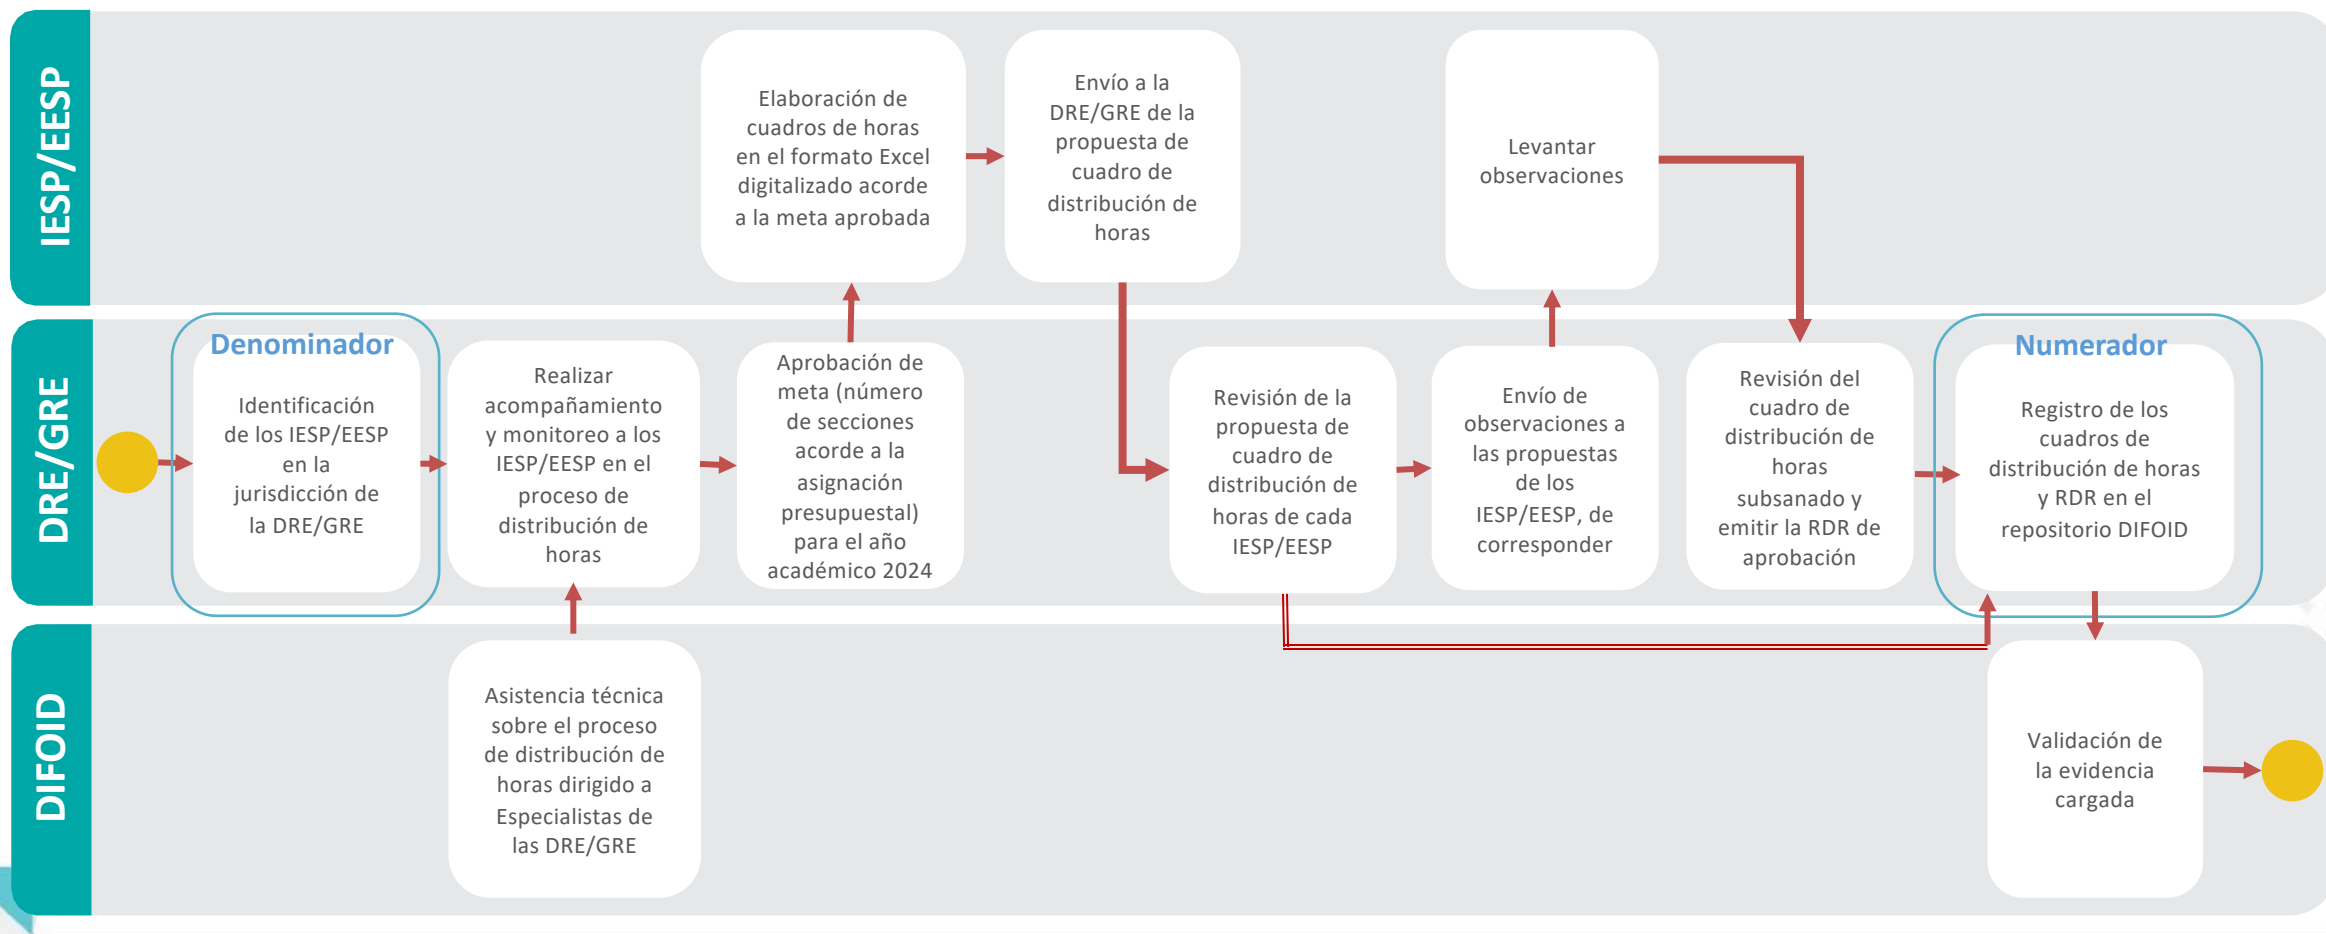 IESP/EESP
Elaboración de
cuadros de horas
en el formato Excel
digitalizado acorde
a la meta aprobada
Envío a la
DRE/GRE de la
propuesta de
cuadro de
distribución de
horas
Levantar
observaciones
DRE/GRE
Denominador
Identificación
de los IESP/EESP
en la
jurisdicción de
la DRE/GRE
Realizar
acompañamiento
y monitoreo a los
IESP/EESP en el
proceso de
distribución de
horas
Aprobación de
meta (número
de secciones
acorde a la
asignación
presupuestal)
para el año
académico 2024
Revisión de la
propuesta de
cuadro de
distribución de
horas de cada
IESP/EESP
Envío de
observaciones a
las propuestas
de los
IESP/EESP, de
corresponder
Revisión del
cuadro de
distribución de
horas
subsanado y
emitir la RDR de
aprobación
Numerador
Registro de los
cuadros de
distribución de horas
y RDR en el
repositorio DIFOID
DIFOID
Asistencia técnica
sobre el proceso
de distribución de
horas dirigido a
Especialistas de
las DRE/GRE
Validación de
la evidencia
cargada